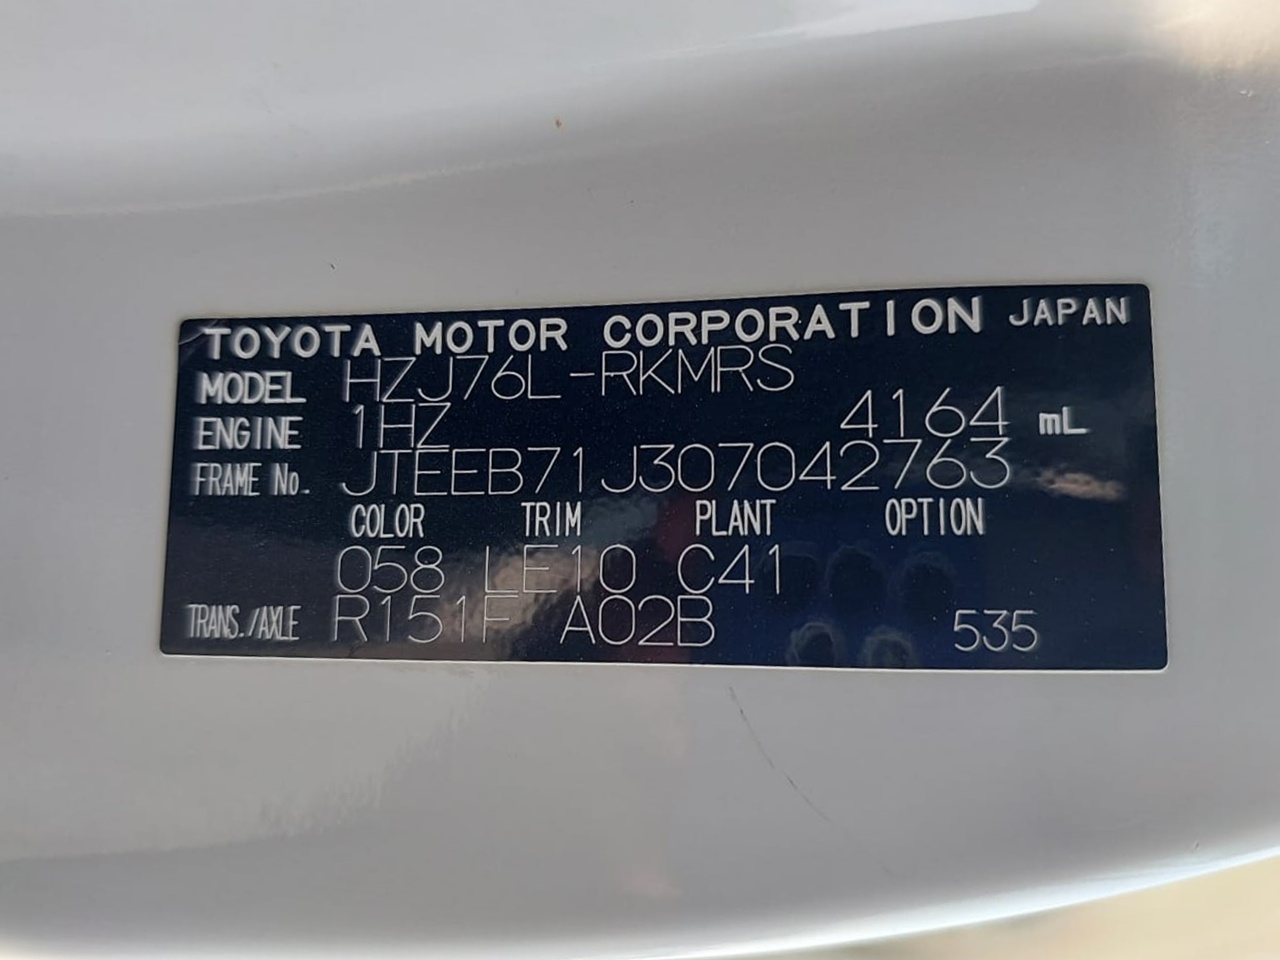 TOYOTA MOTOR CORPORATION JAPAN
MODEL HZJ76L-RKMRS
ENGINE 1HZ 4164 mL
FRAME No. JTEEB71J307042763
COLOR TRIM PLANT OPTION
058 LE10 C41
TRANS./AXLE R151F A02B 535